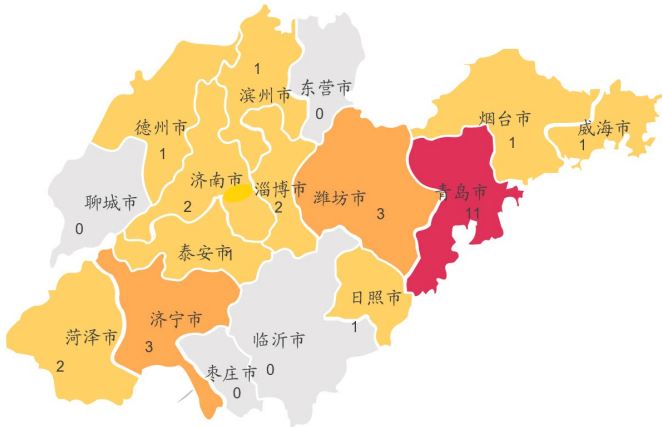 1
滨州市
东营市
0
德州市
1
烟台市
1
威海市
1
聊城市
0
济南市
2
淄博市
2
潍坊市
3
青岛市
11
泰安市
1
日照市
1
菏泽市
2
济宁市
3
临沂市
0
枣庄市
0